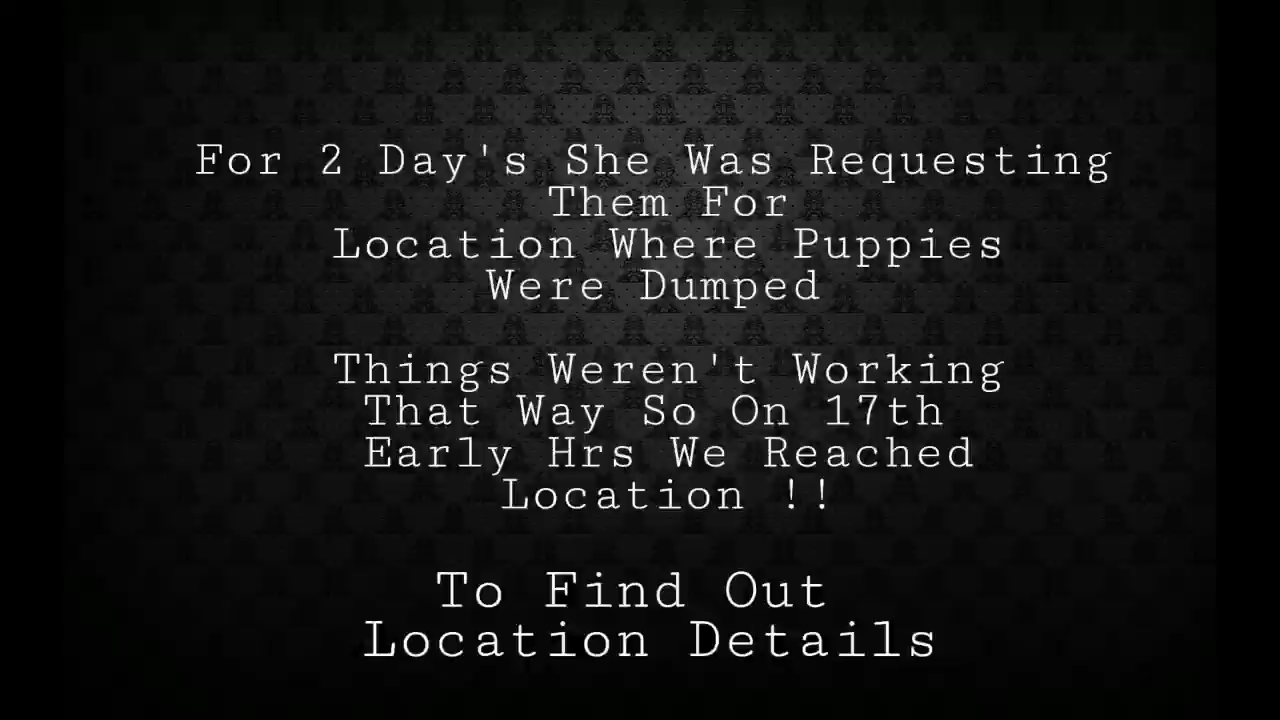 For 2 Day's She Was Requesting
Them For
Location Where Puppies
Were Dumped
Things Weren't Working
That Way So On 17th
Early Hrs We Reached
Location !!
To Find Out
Location Details